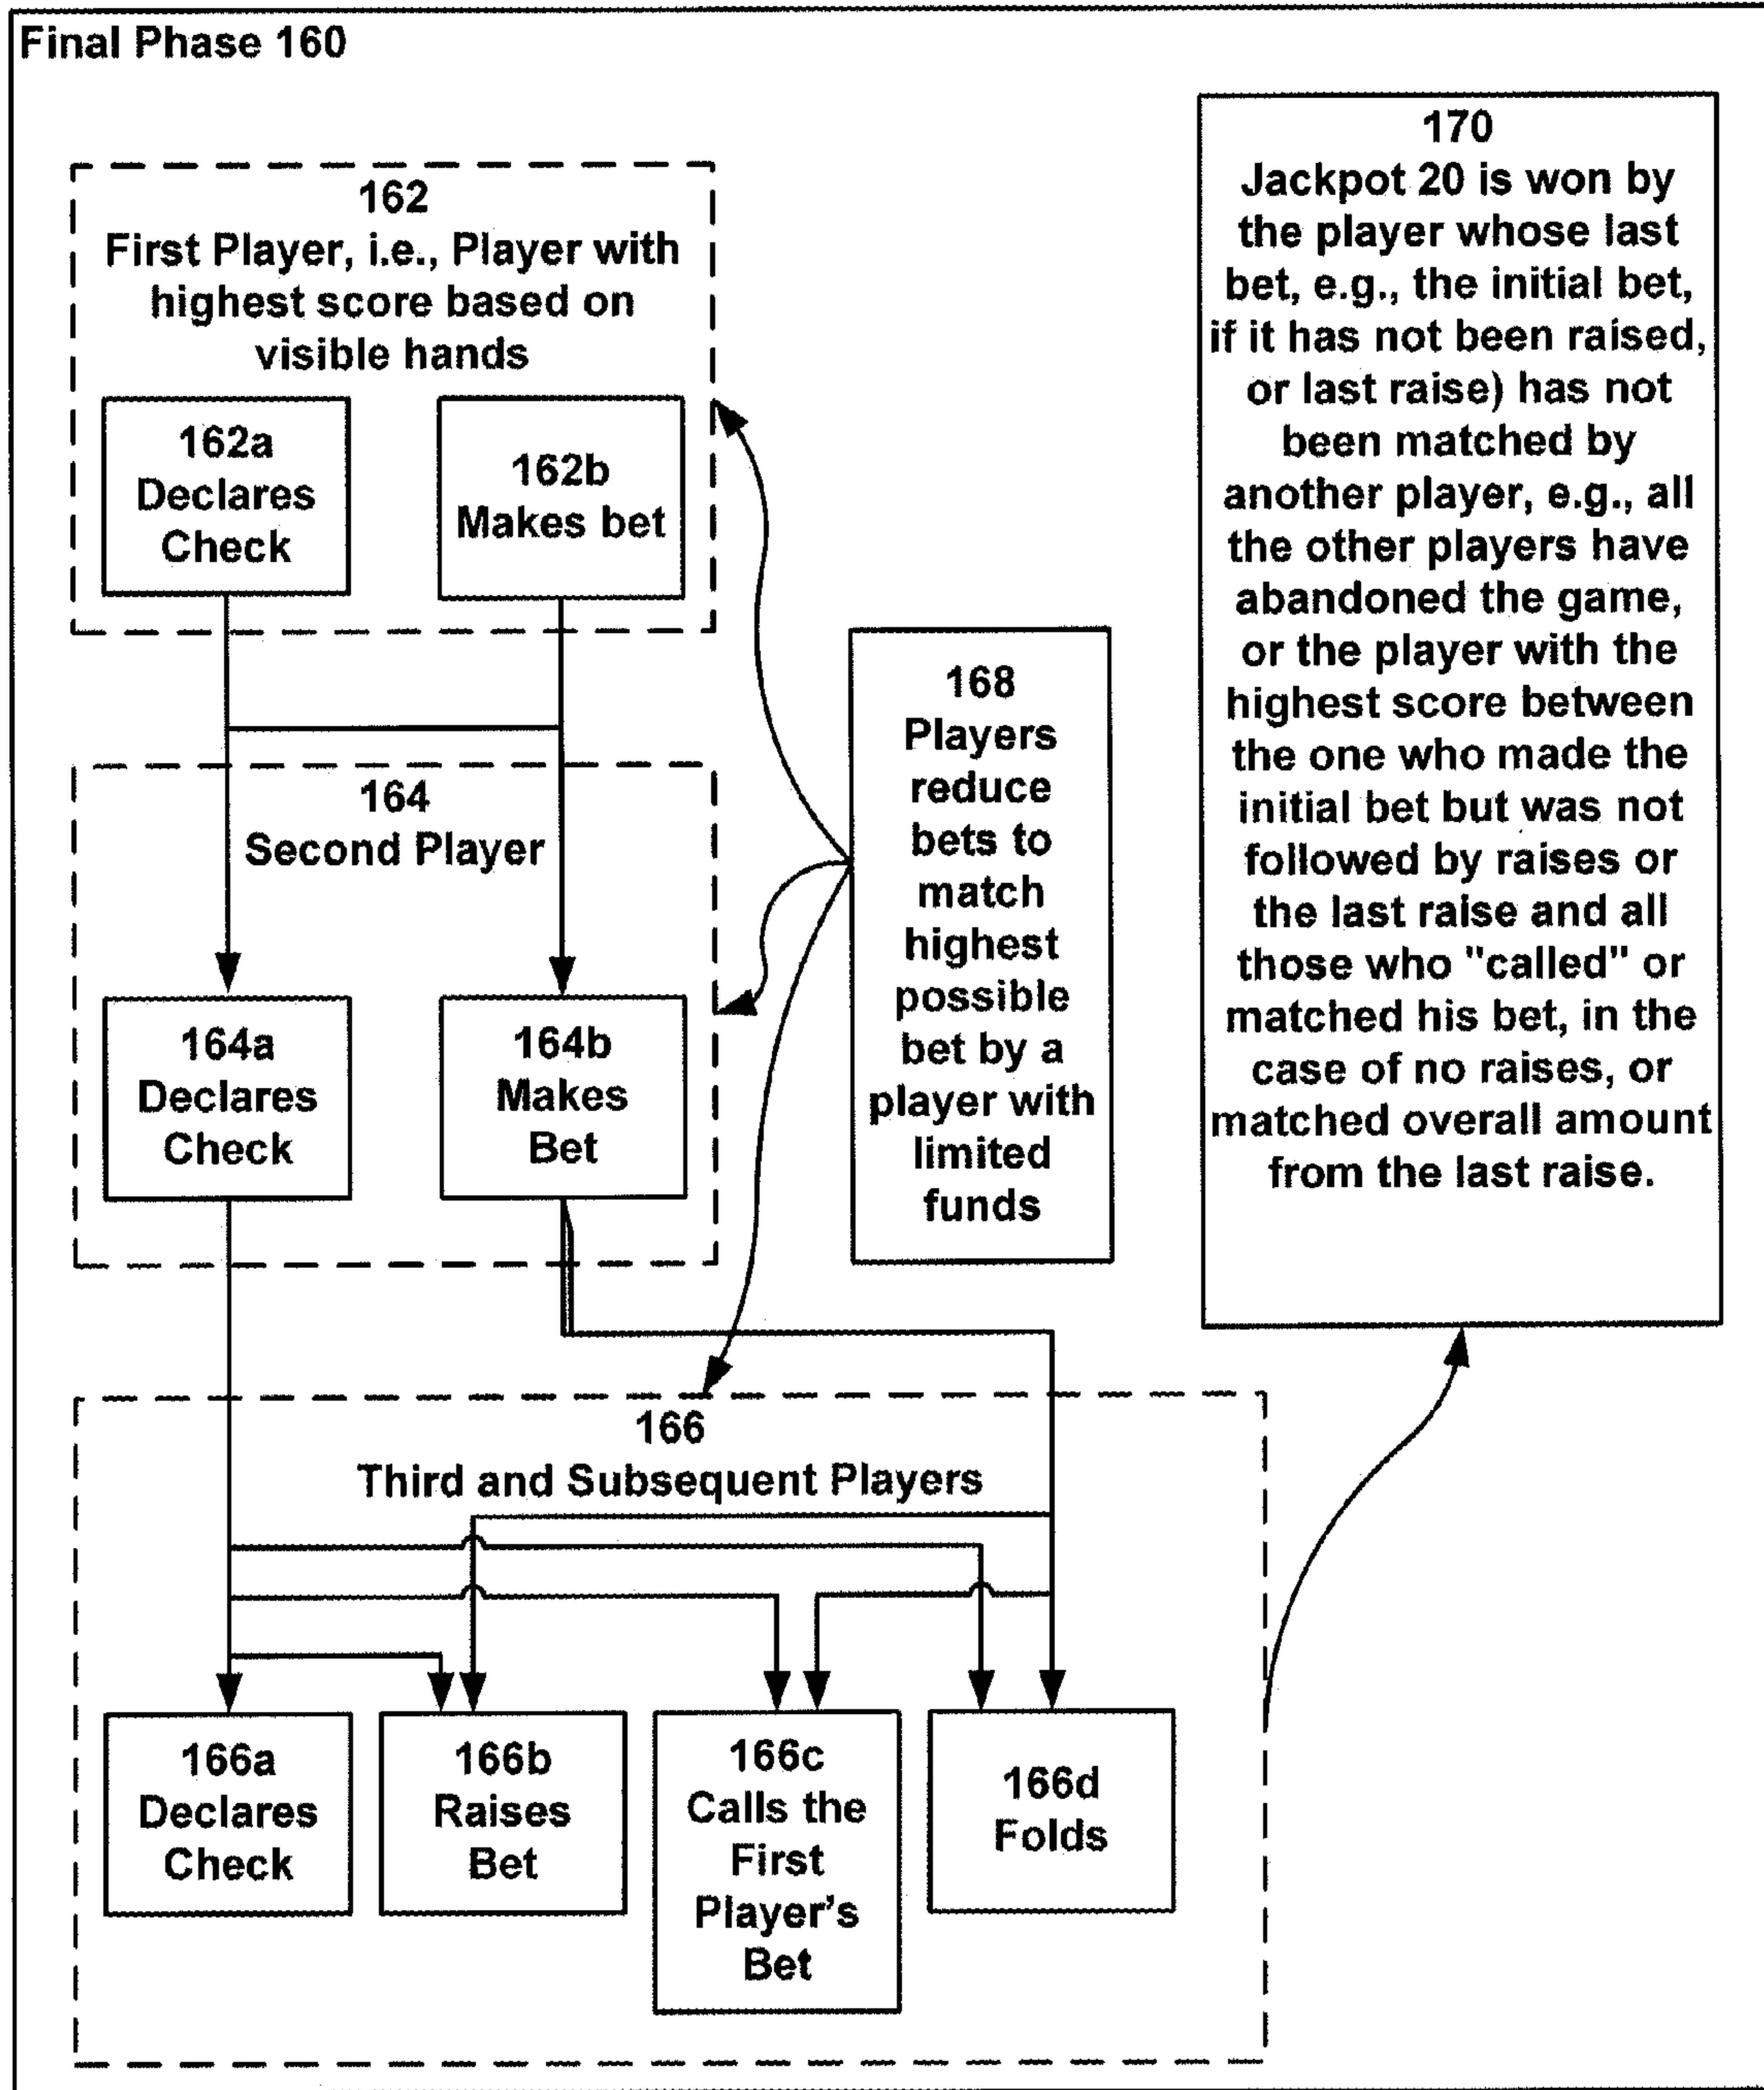 Final Phase 160
162
First Player, i.e., Player with
highest score based on
visible hands
162a
Declares
Check
162b
Makes bet
164
Second Player
164a
Declares
Check
164b
Makes
Bet
168
Players
reduce
bets to
match
highest
possible
bet by a
player with
limited
funds
166
Third and Subsequent Players
166a
Declares
Check
166b
Raises
Bet
166c
Calls the
First
Player's
Bet
166d
Folds
170
Jackpot 20 is won by
the player whose last
bet, e.g., the initial bet,
if it has not been raised,
or last raise) has not
been matched by
another player, e.g., all
the other players have
abandoned the game,
or the player with the
highest score between
the one who made the
initial bet but was not
followed by raises or
the last raise and all
those who "called" or
matched his bet, in the
case of no raises, or
matched overall amount
from the last raise.